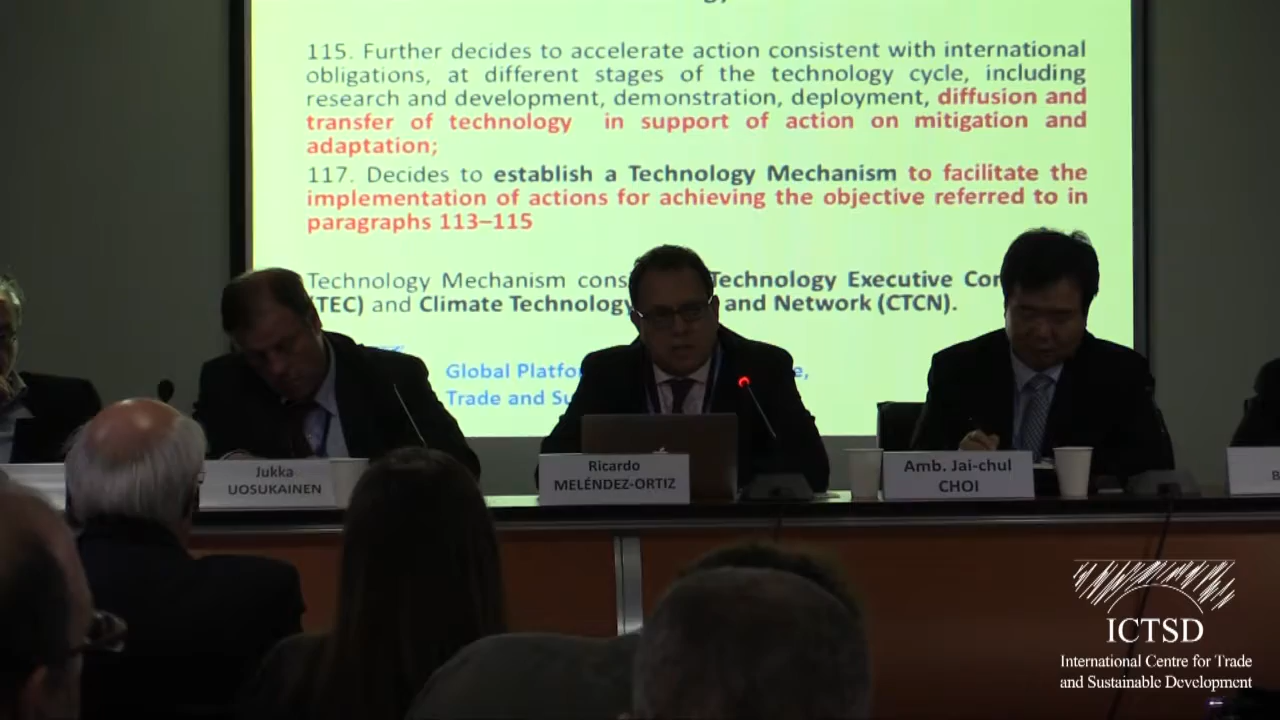 115. Further decides to accelerate action consistent with international
obligations, at different stages of the technology cycle, including
research and development, demonstration, deployment, diffusion and
transfer of technology in support of action on mitigation and
adaptation;
117. Decides to establish a Technology Mechanism to facilitate the
implementation of actions for achieving the objective referred to in
paragraphs 113–115
Technology Mechanism Technology Executive
(TEC) and Climate Technology and Network (CTCN).
Global
Trade and
Jukka
UOSUKAINEN
Ricardo
MELÉNDEZ-ORTIZ
Amb. Jai-chul
CHOI
ICTSD
International Centre for Trade
and Sustainable Development